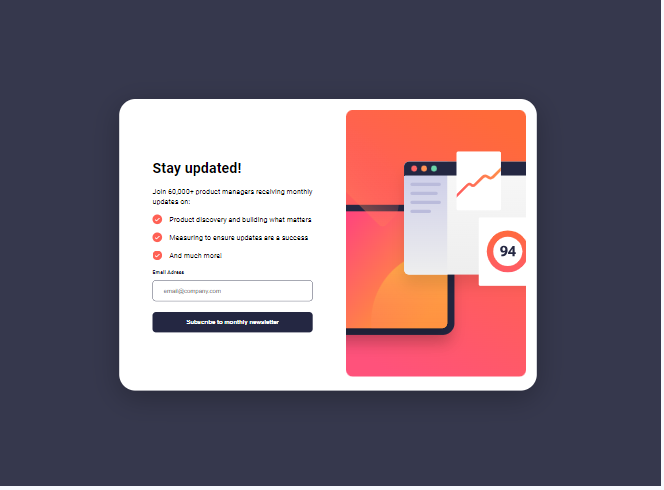 Stay updated!
Join 60,000+ product managers receiving monthly
updates on:
Product discovery and building what matters
Measuring to ensure updates are a success
And much more!
Email Adress
email@company.com
Subscribe to monthly newsletter
94